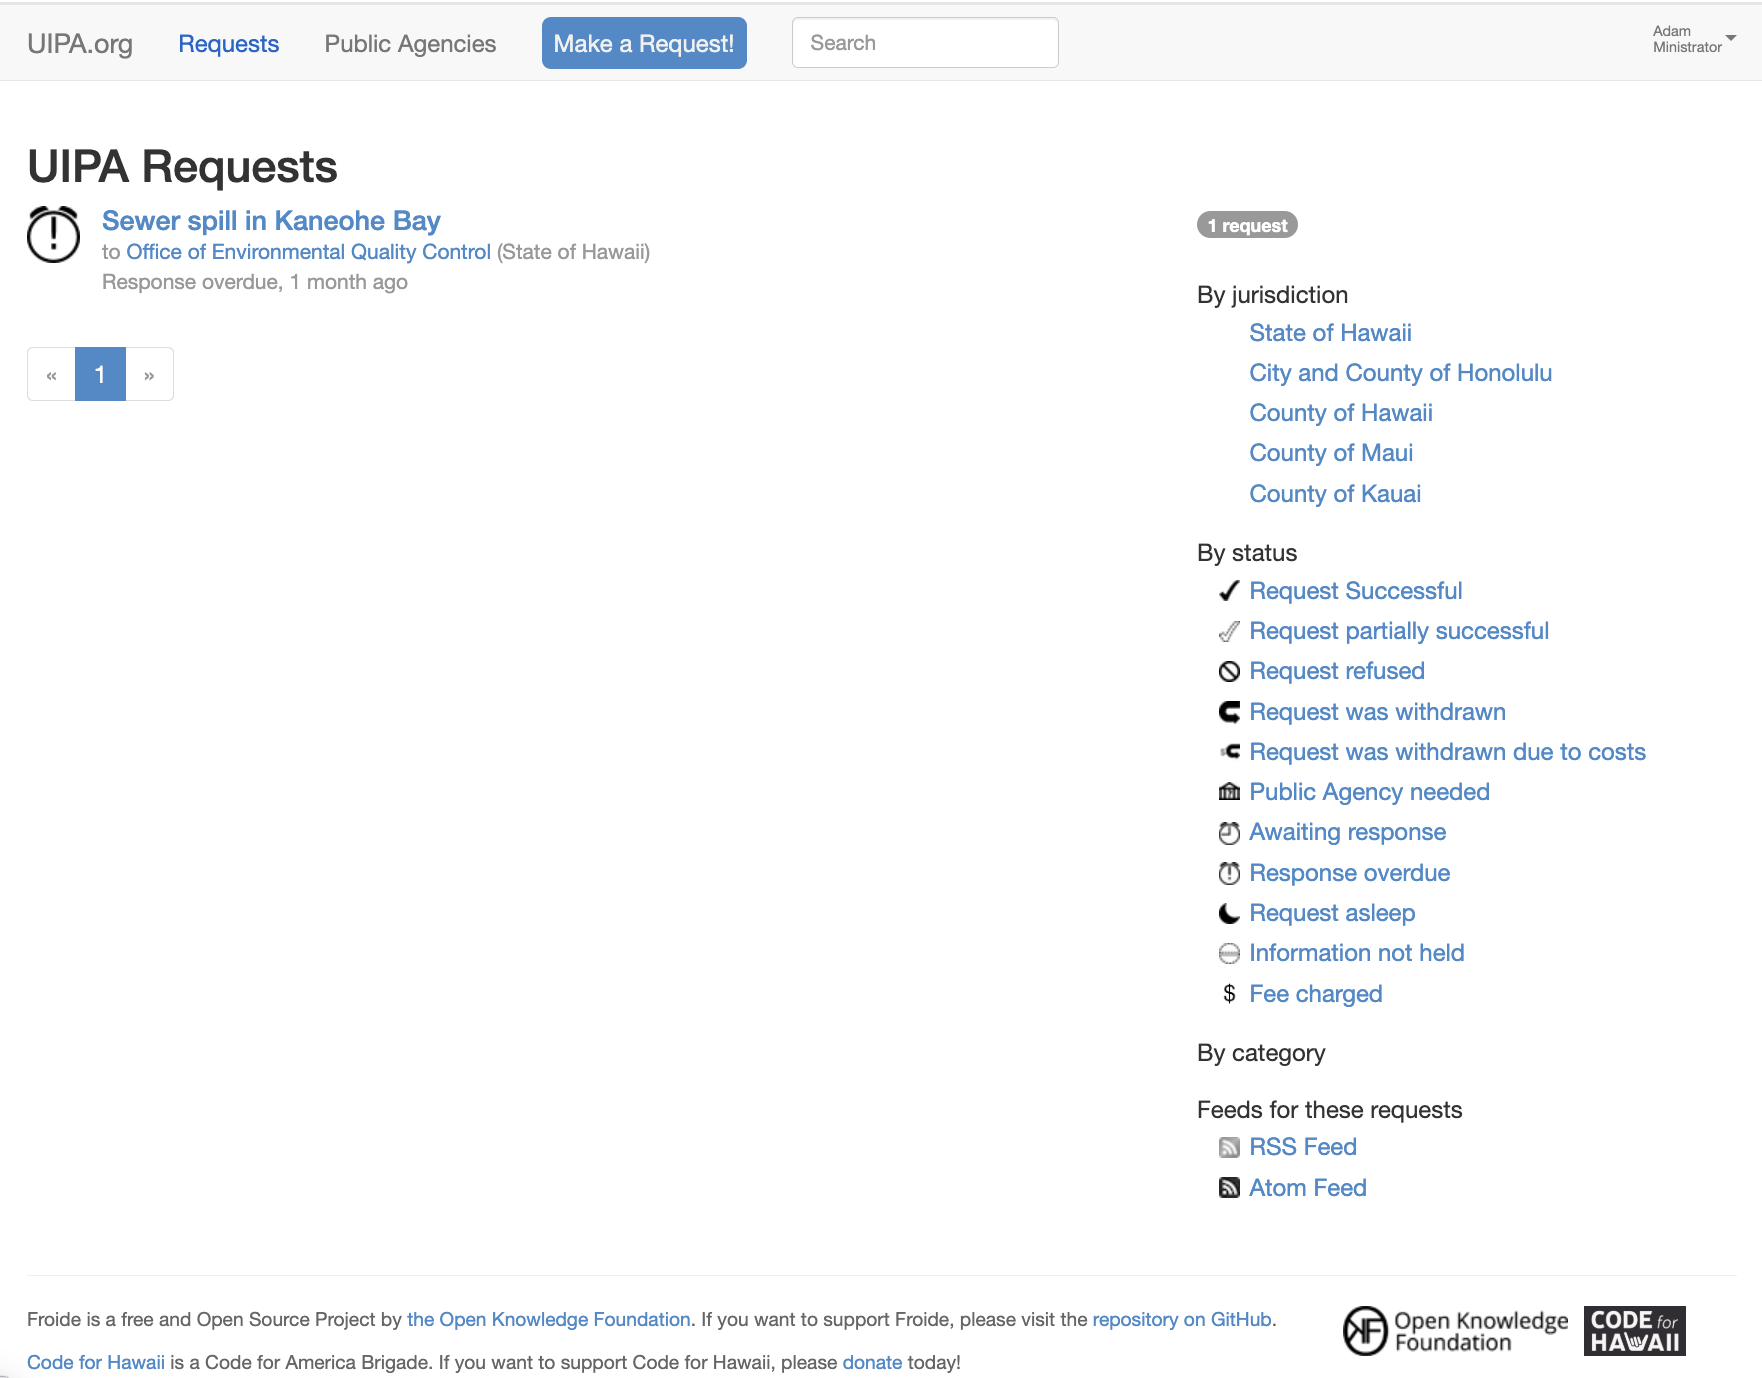 UIPA.org
Requests
Public Agencies
Make a Request!
Search
Adam
Ministrator
UIPA Requests
Sewer spill in Kaneohe Bay
to Office of Environmental Quality Control (State of Hawaii)
Response overdue, 1 month ago
« 1 »
1 request
By jurisdiction
State of Hawaii
City and County of Honolulu
County of Hawaii
County of Maui
County of Kauai
By status
Request Successful
Request partially successful
Request refused
Request was withdrawn
Request was withdrawn due to costs
Public Agency needed
Awaiting response
Response overdue
Request asleep
Information not held
$ Fee charged
By category
Feeds for these requests
RSS Feed
Atom Feed
Froide is a free and Open Source Project by the Open Knowledge Foundation. If you want to support Froide, please visit the repository on GitHub.
Code for Hawaii is a Code for America Brigade. If you want to support Code for Hawaii, please donate today!
Open Knowledge
Foundation
CODE for
HAWAII